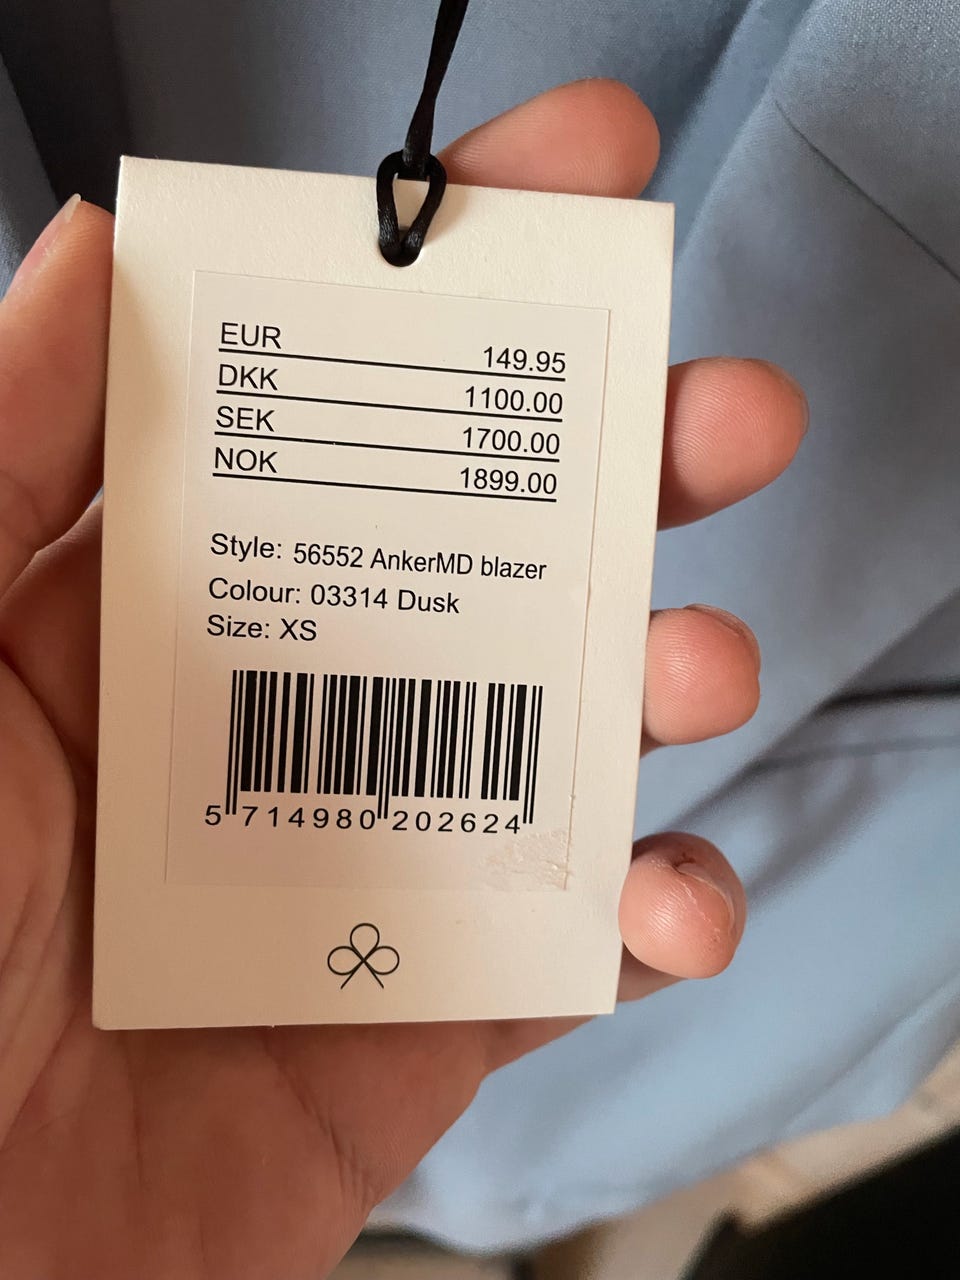 EUR 149.95
DKK 1100.00
SEK 1700.00
NOK 1899.00
Style: 56552 AnkerMD blazer
Colour: 03314 Dusk
Size: XS
5 714980 202624